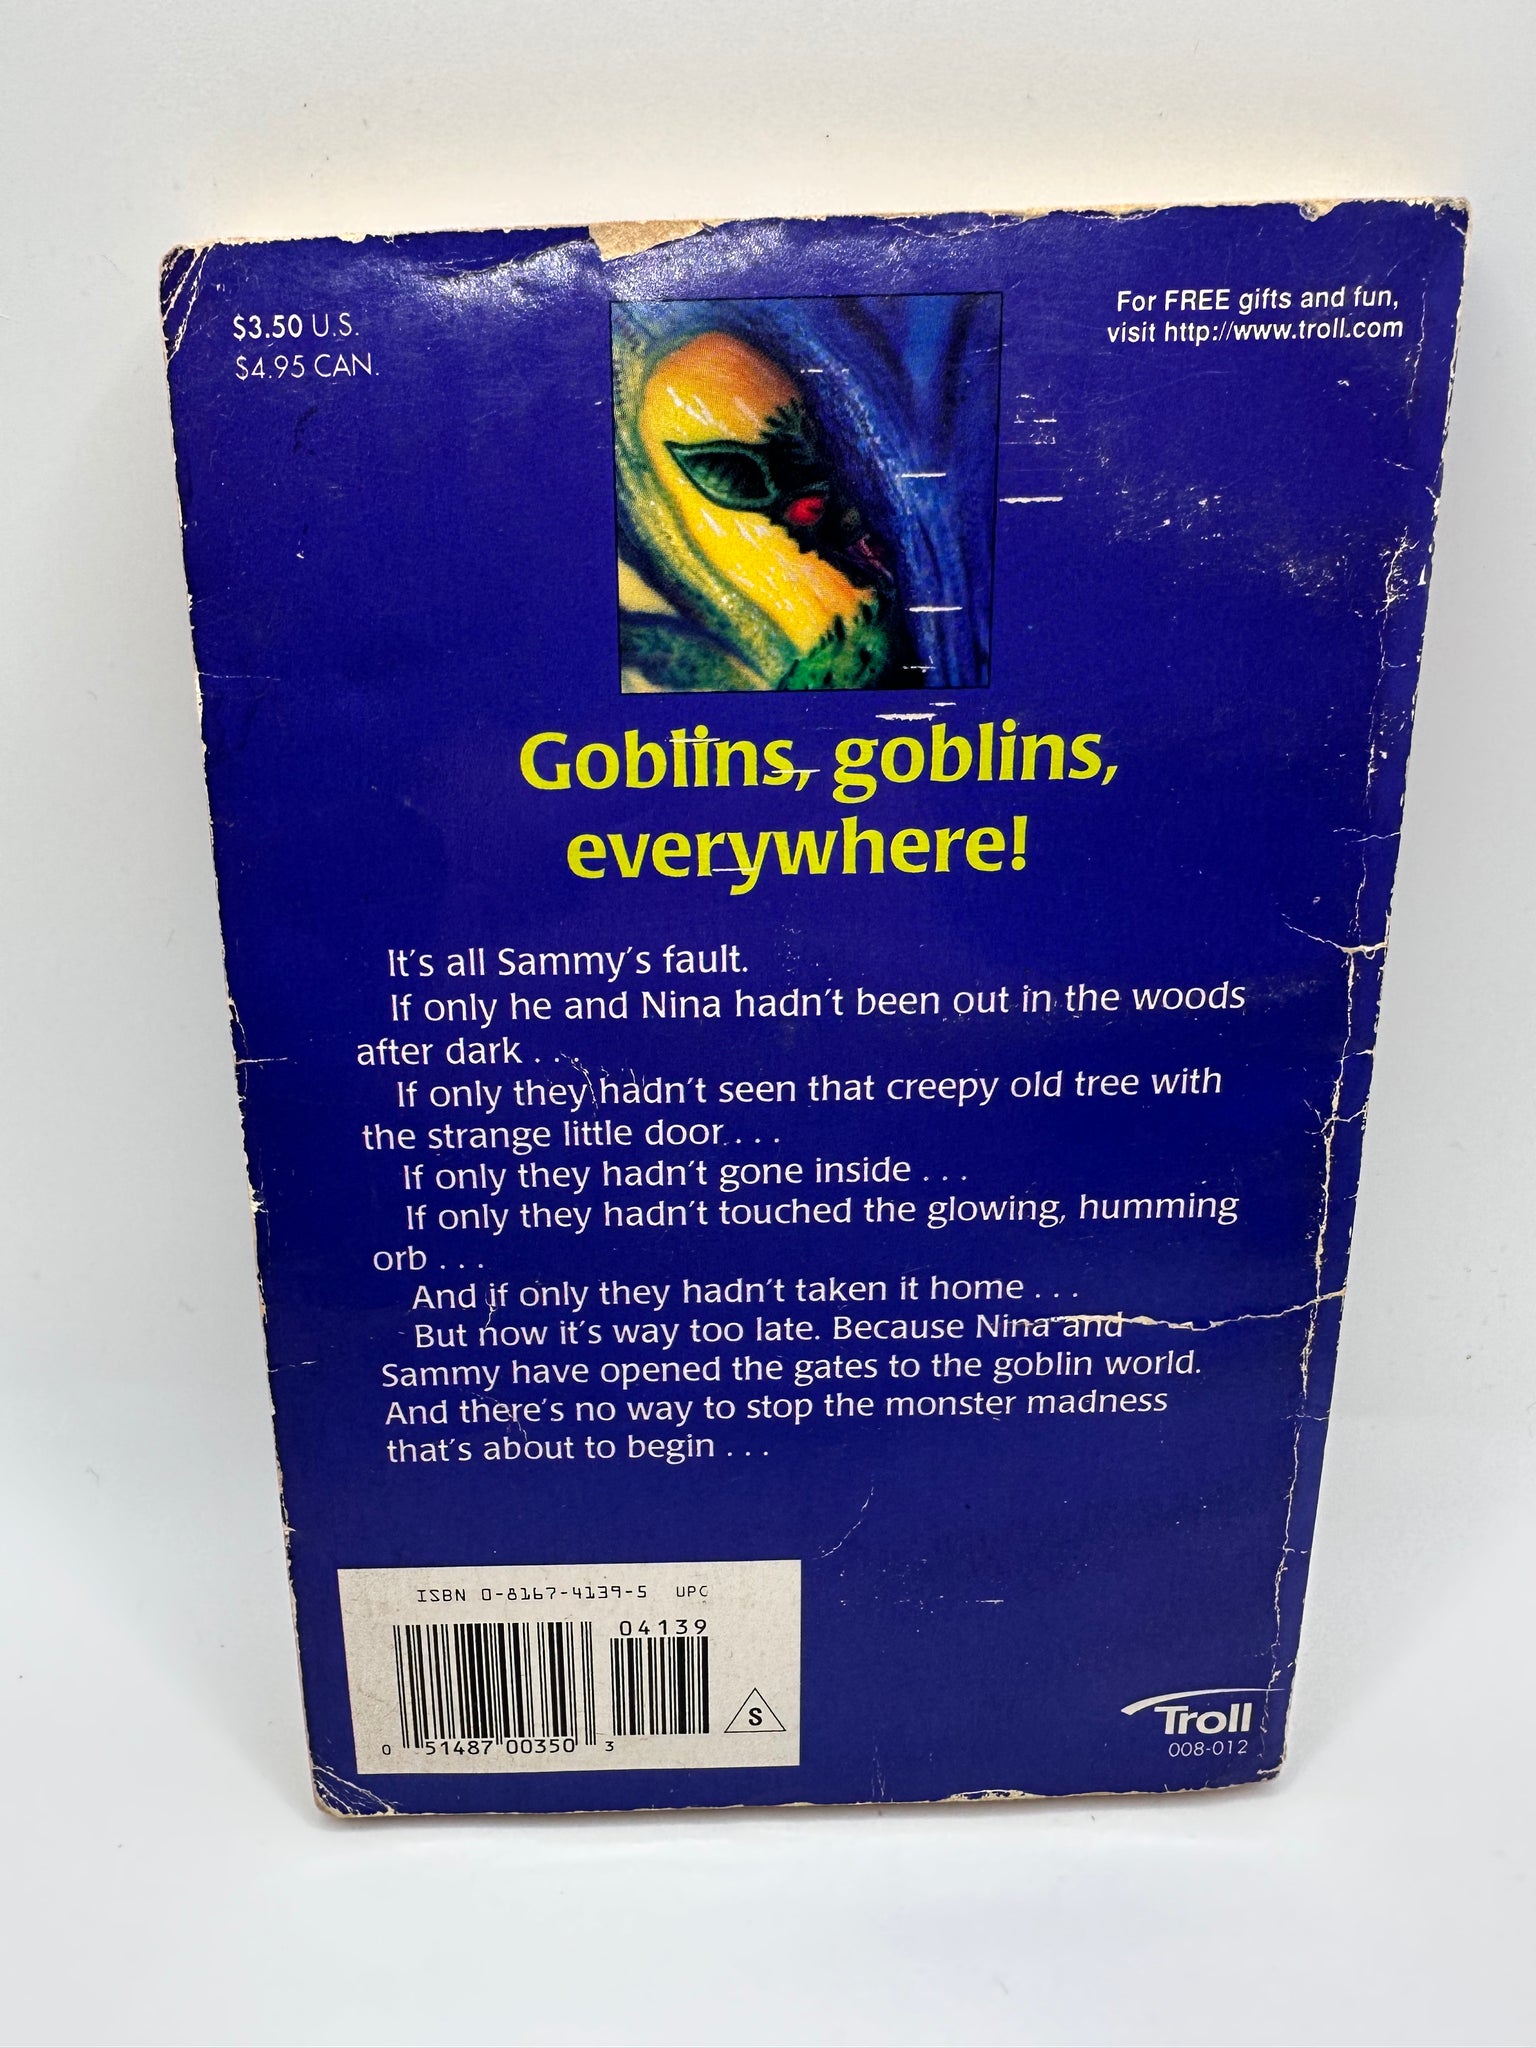 $3.50 U.S.
$4.95 CAN.
For FREE gifts and fun,
visit http://www.troll.com
Goblins, goblins,
everywhere!
It's all Sammy's fault.
If only he and Nina hadn't been out in the woods
after dark . . .
If only they hadn't seen that creepy old tree with
the strange little door . . .
If only they hadn't gone inside . . .
If only they hadn't touched the glowing, humming
orb . . .
And if only they hadn't taken it home . . .
But now it's way too late. Because Nina and
Sammy have opened the gates to the goblin world.
And there's no way to stop the monster madness
that's about to begin . . .
ISBN 0-8167-4139-5 UPC
04139
0 51487 00350 3
S
Troll
008-012